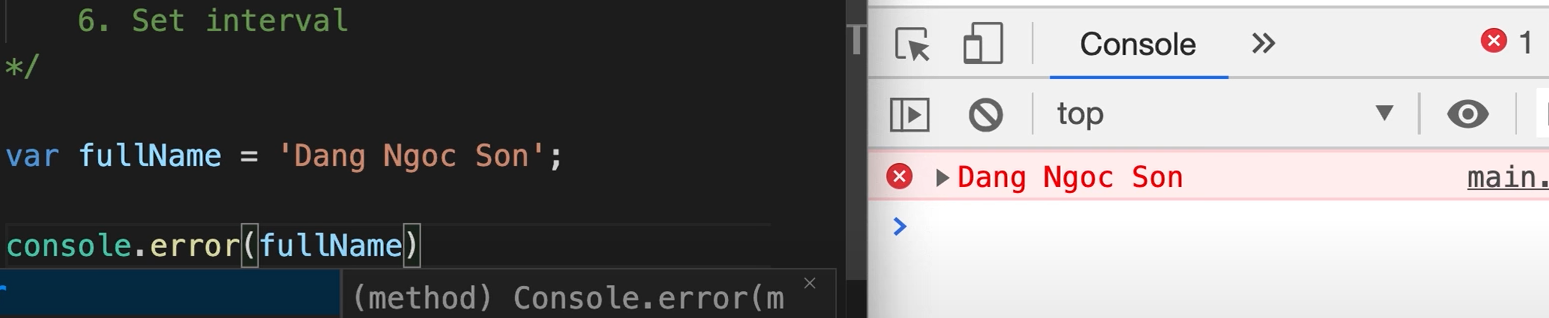 6. Set interval
*/
var fullName = 'Dang Ngoc Son';
console.error(fullName)
(method) Console.error(m
T
Console
1
top
Dang Ngoc Son
main.